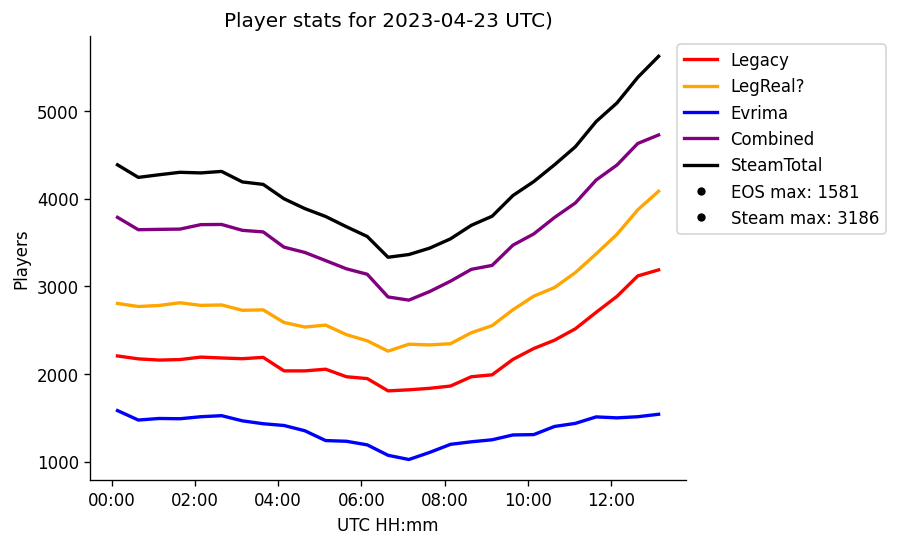 Player stats for 2023-04-23 UTC)
Legacy
LegReal?
Evrima
Combined
SteamTotal
EOS max: 1581
Steam max: 3186
Players
5000
4000
3000
2000
1000
00:00 02:00 04:00 06:00 08:00 10:00 12:00
UTC HH:mm